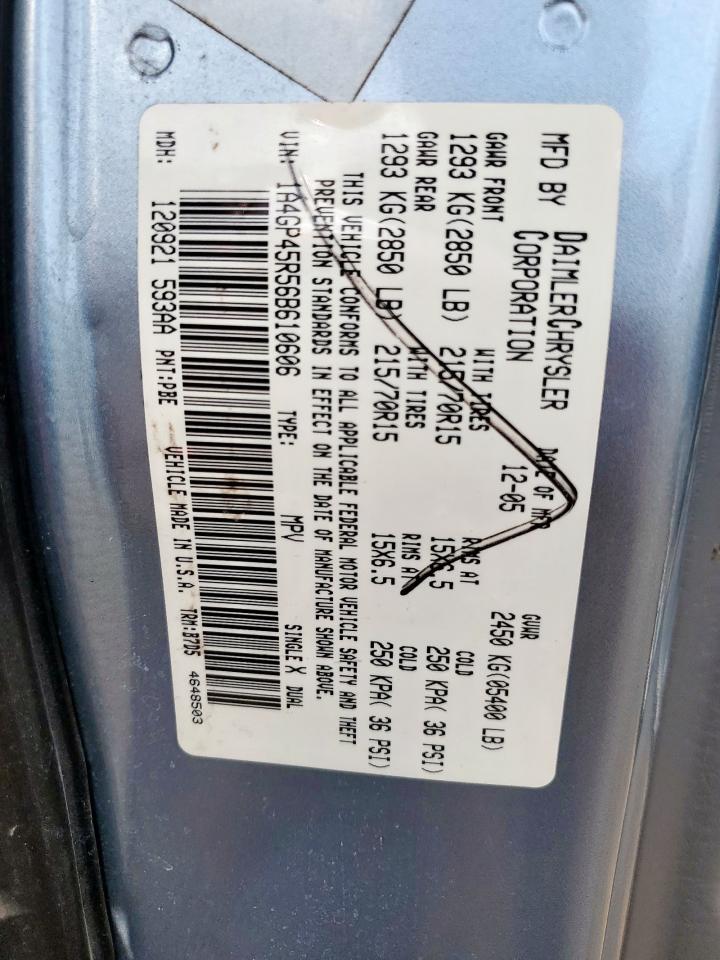 MFD BY DAIMLERCHRYSLER CORPORATION
DATE OF MFD 12-05
GVWR 2450 KG(05400 LB)
GAWR FRONT WITH TIRES RIMS AT COLD
1293 KG(2850 LB) 215/70R15 15X6.5 250 KPA( 36 PSI)
GAWR REAR WITH TIRES RIMS AT COLD
1293 KG(2850 LB) 215/70R15 15X6.5 250 KPA( 36 PSI)
THIS VEHICLE CONFORMS TO ALL APPLICABLE FEDERAL MOTOR VEHICLE SAFETY AND THEFT
PREVENTION STANDARDS IN EFFECT ON THE DATE OF MANUFACTURE SHOWN ABOVE.
VIN: 1A4GP45R56B610606 TYPE: MPV SINGLE X DUAL
MDH: 120921 593AA PNT:PBE VEHICLE MADE IN U.S.A. TRM:B7D5 4648503